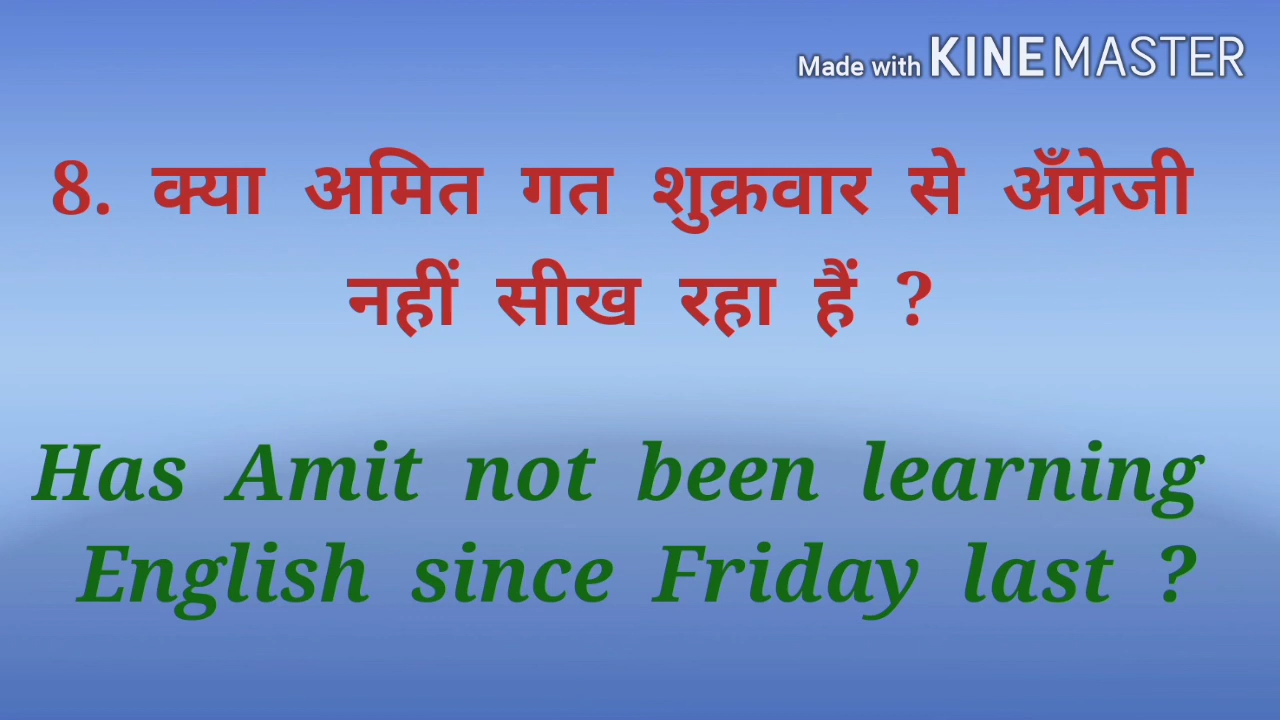 Made with KINEMASTER
8. क्या अमित गत शुक्रवार से अँग्रेजी
नहीं सीख रहा हैं ?
Has Amit not been learning
English since Friday last ?